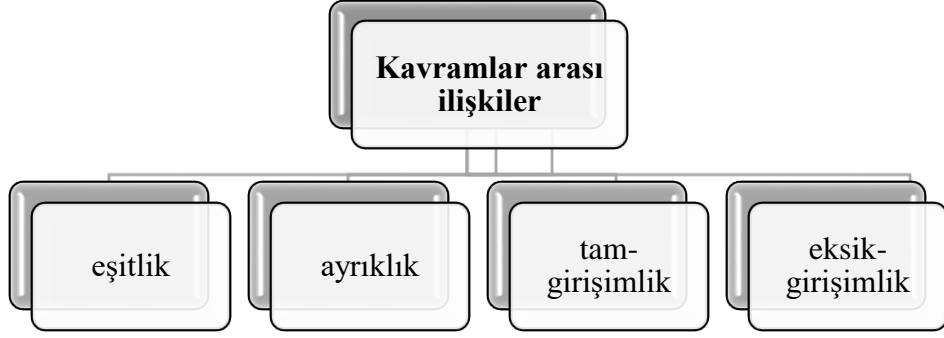 Kavramlar arası
ilişkiler
eşitlik
ayrıklık
tam-
girişimlik
eksik-
girişimlik